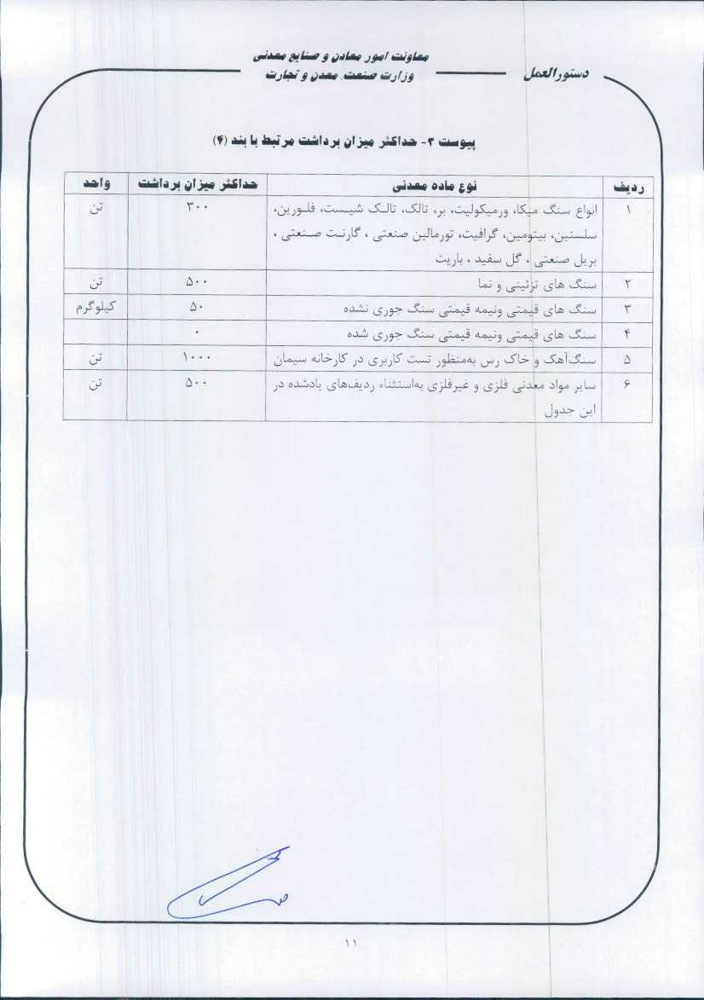 معاونت امور معادن و صنایع معدنی
دستورالعمل
وزارت صنعت، معدن و تجارت
پیوست ۳- حداکثر میزان برداشت مرتبط با بند (۴)
ردیف نوع ماده معدنی حداکثر میزان برداشت واحد
۱ انواع سنگ میکا، ورمیکولیت، بر، تالک، تالک شیست، فلورین، ۳۰۰ تن
سلستین، بیتومین، گرافیت، تورمالین صنعتی ، گارنت صنعتی ،
بریل صنعتی ، گل سفید ، باریت
۲ سنگ های تزئینی و نما ۵۰۰ تن
۳ سنگ های قیمتی ونیمه قیمتی سنگ جوری نشده ۵۰ کیلوگرم
۴ سنگ های قیمتی ونیمه قیمتی سنگ جوری شده ۰
۵ سنگ‌آهک و خاک رس به‌منظور تست کاربری در کارخانه سیمان ۱۰۰۰ تن
۶ سایر مواد معدنی فلزی و غیرفلزی به‌استثناء ردیف‌های یادشده در ۵۰۰ تن
این جدول
۱۱